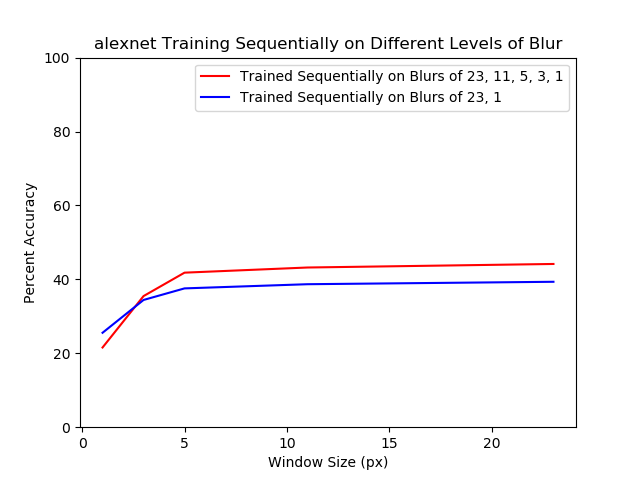 alexnet Training Sequentially on Different Levels of Blur
Trained Sequentially on Blurs of 23, 11, 5, 3, 1
Trained Sequentially on Blurs of 23, 1
100
80
60
40
20
0
Percent Accuracy
0 5 10 15 20
Window Size (px)